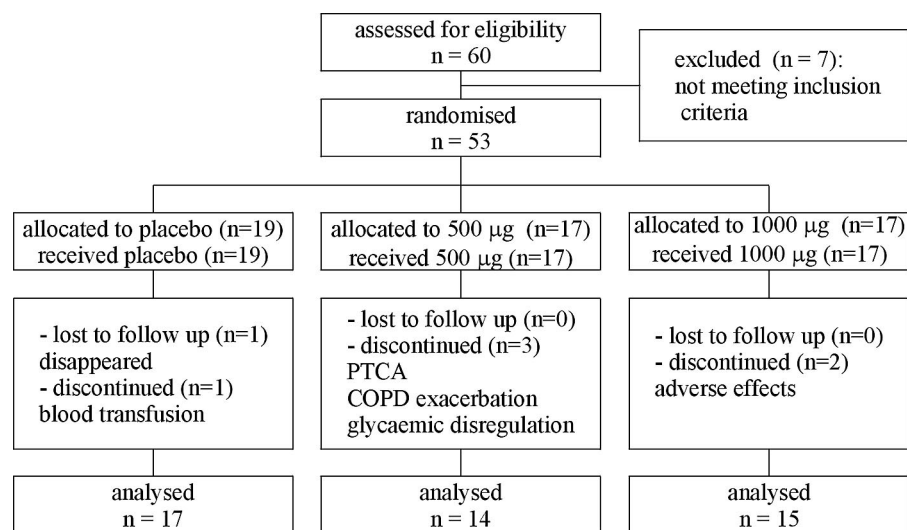 assessed for eligibility
n = 60
excluded (n = 7):
not meeting inclusion
criteria
randomised
n = 53
allocated to placebo (n=19)
received placebo (n=19)
allocated to 500 µg (n=17)
received 500 µg (n=17)
allocated to 1000 µg (n=17)
received 1000 µg (n=17)
- lost to follow up (n=1)
disappeared
- discontinued (n=1)
blood transfusion
- lost to follow up (n=0)
- discontinued (n=3)
PTCA
COPD exacerbation
glycaemic disregulation
- lost to follow up (n=0)
- discontinued (n=2)
adverse effects
analysed
n = 17
analysed
n = 14
analysed
n = 15